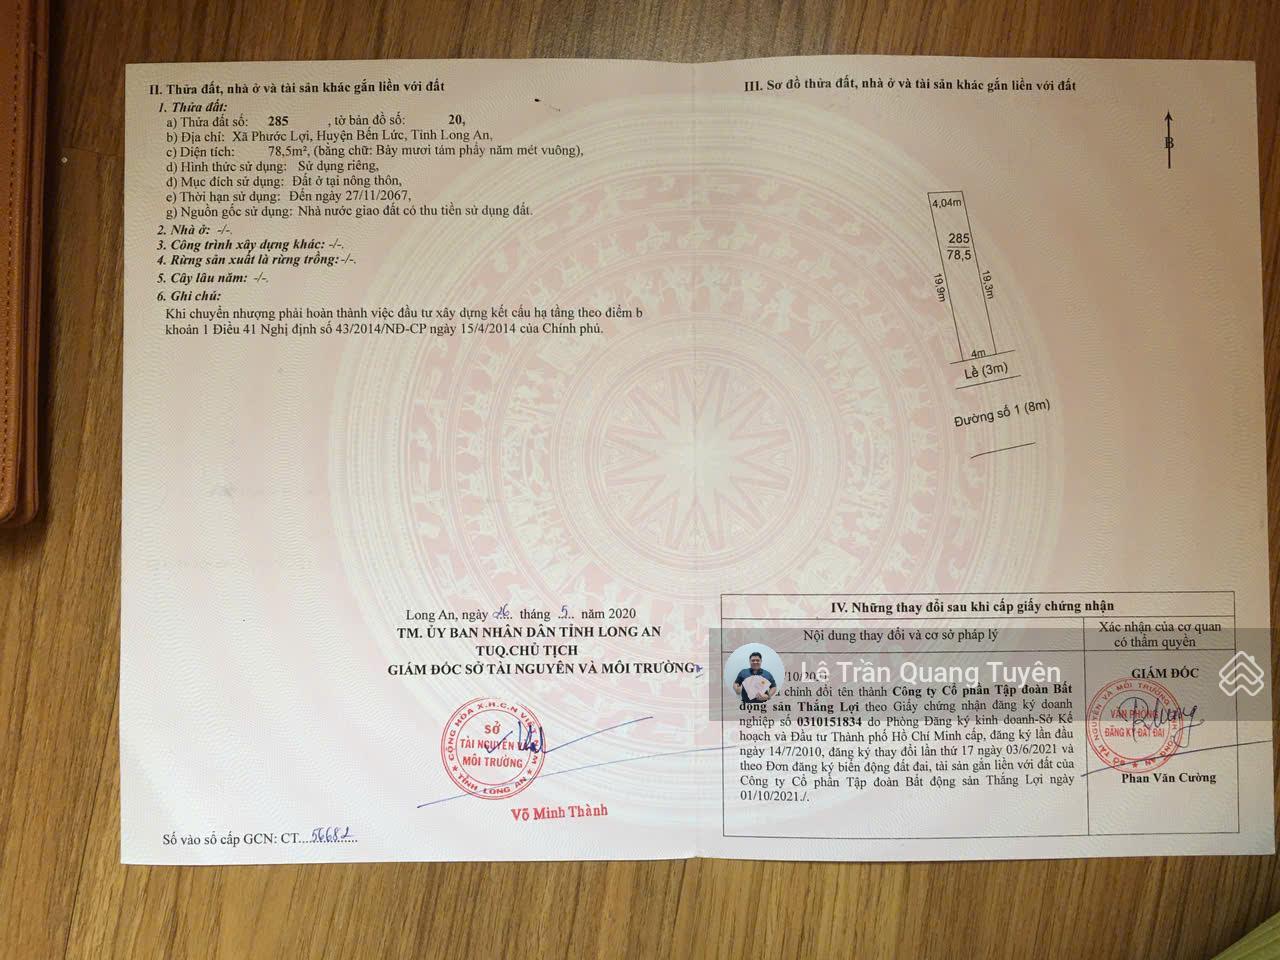 II. Thửa đất, nhà ở và tài sản khác gắn liền với đất
1. Thửa đất:
a) Thửa đất số: 285 , tờ bản đồ số: 20,
b) Địa chỉ: Xã Phước Lợi, Huyện Bến Lức, Tỉnh Long An,
c) Diện tích: 78,5m², (bằng chữ: Bảy mươi tám phẩy năm mét vuông),
d) Hình thức sử dụng: Sử dụng riêng,
đ) Mục đích sử dụng: Đất ở tại nông thôn,
e) Thời hạn sử dụng: Đến ngày 27/11/2067,
g) Nguồn gốc sử dụng: Nhà nước giao đất có thu tiền sử dụng đất.
2. Nhà ở: -/-.
3. Công trình xây dựng khác: -/-.
4. Rừng sản xuất là rừng trồng:-/-.
5. Cây lâu năm: -/-.
6. Ghi chú:
Khi chuyển nhượng phải hoàn thành việc đầu tư xây dựng kết cấu hạ tầng theo điểm b
khoản 1 Điều 41 Nghị định số 43/2014/NĐ-CP ngày 15/4/2014 của Chính phủ.
Long An, ngày 26 tháng 5 năm 2020
TM. ỦY BAN NHÂN DÂN TỈNH LONG AN
TUQ.CHỦ TỊCH
GIÁM ĐỐC SỞ TÀI NGUYÊN VÀ MÔI TRƯỜNG
CỘNG HÒA X.H.C.N VIỆT NAM
SỞ
TÀI NGUYÊN VÀ
MÔI TRƯỜNG
TỈNH LONG AN
Võ Minh Thành
Số vào sổ cấp GCN: CT....56682......
III. Sơ đồ thửa đất, nhà ở và tài sản khác gắn liền với đất
B
4,04m
285
78,5
19,9m
19,3m
4m
Lề (3m)
Đường số 1 (8m)
IV. Những thay đổi sau khi cấp giấy chứng nhận
Nội dung thay đổi và cơ sở pháp lý
Xác nhận của cơ quan
có thẩm quyền
Lê Trần Quang Tuyên
/10/2021
chỉnh đổi tên thành Công ty Cổ phần Tập đoàn Bất
động sản Thắng Lợi theo Giấy chứng nhận đăng ký doanh
nghiệp số 0310151834 do Phòng Đăng ký kinh doanh-Sở Kế
hoạch và Đầu tư Thành phố Hồ Chí Minh cấp, đăng ký lần đầu
ngày 14/7/2010, đăng ký thay đổi lần thứ 17 ngày 03/6/2021 và
theo Đơn đăng ký biến động đất đai, tài sản gắn liền với đất của
Công ty Cổ phần Tập đoàn Bất động sản Thắng Lợi ngày
01/10/2021./.
GIÁM ĐỐC
VĂN PHÒNG
ĐĂNG KÝ ĐẤT ĐAI
Phan Văn Cường